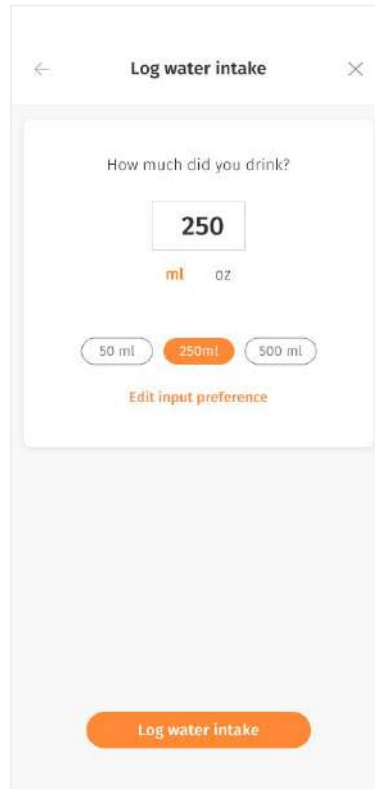 Log water intake
How much did you drink?
250
ml oz
50 ml 250ml 500 ml
Edit input preference
Log water intake